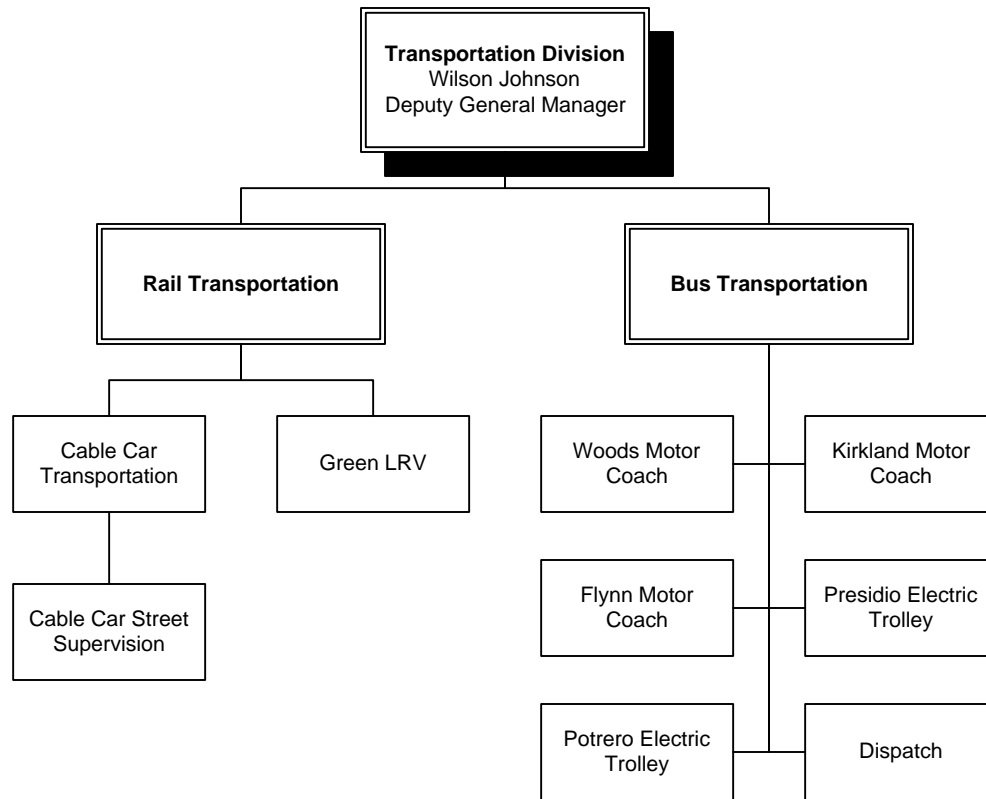 Transportation Division
Wilson Johnson
Deputy General Manager
Rail Transportation
Bus Transportation
Cable Car
Transportation
Green LRV
Woods Motor
Coach
Kirkland Motor
Coach
Cable Car Street
Supervision
Flynn Motor
Coach
Presidio Electric
Trolley
Potrero Electric
Trolley
Dispatch